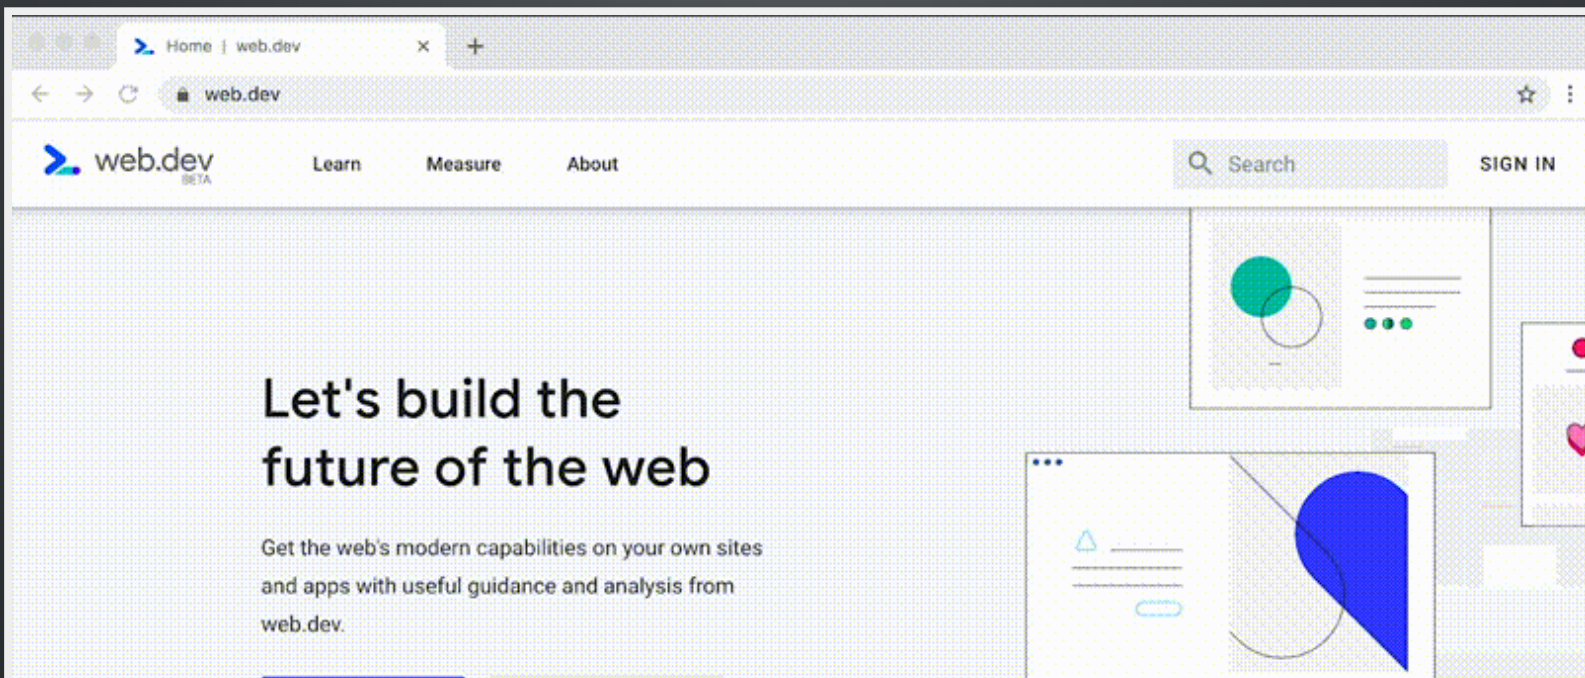 Home | web.dev
web.dev
web.dev
BETA
Learn
Measure
About
Search
SIGN IN
Let's build the
future of the web
Get the web's modern capabilities on your own sites
and apps with useful guidance and analysis from
web.dev.